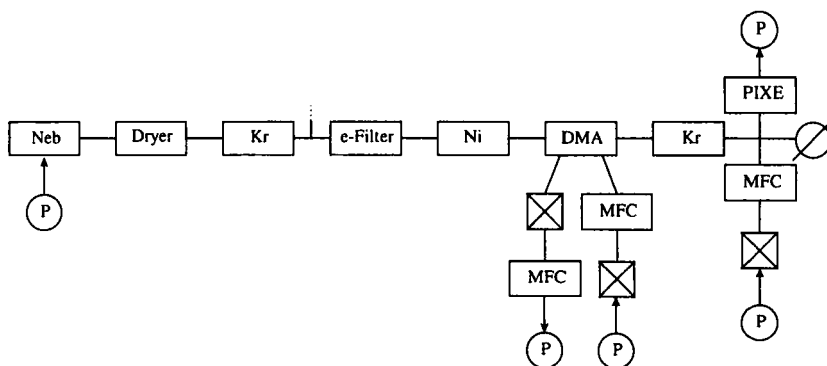 P
PIXE
Neb
Dryer
Kr
e-Filter
Ni
DMA
Kr
MFC
MFC
P
MFC
P
P
P